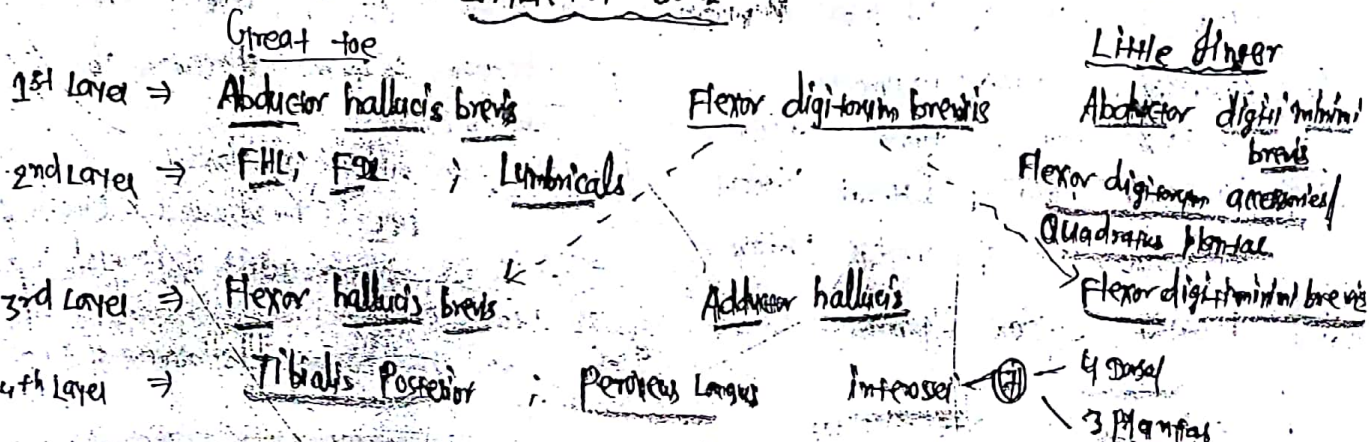 Great toe Little finger
1st Layer ⇒ Abductor hallucis brevis Flexor digitorum brevis Abductor digiti minimi
brevis
2nd Layer ⇒ FHL; FDL ; Lumbricals Flexor digitorum accessories/
Quadratus plantae
3rd Layer ⇒ Flexor hallucis brevis Adductor hallucis Flexor digiti minimi brevis
4th Layer ⇒ Tibialis Posterior ; Peroneus Longus Interossei 7 4 Dorsal
3 Plantar